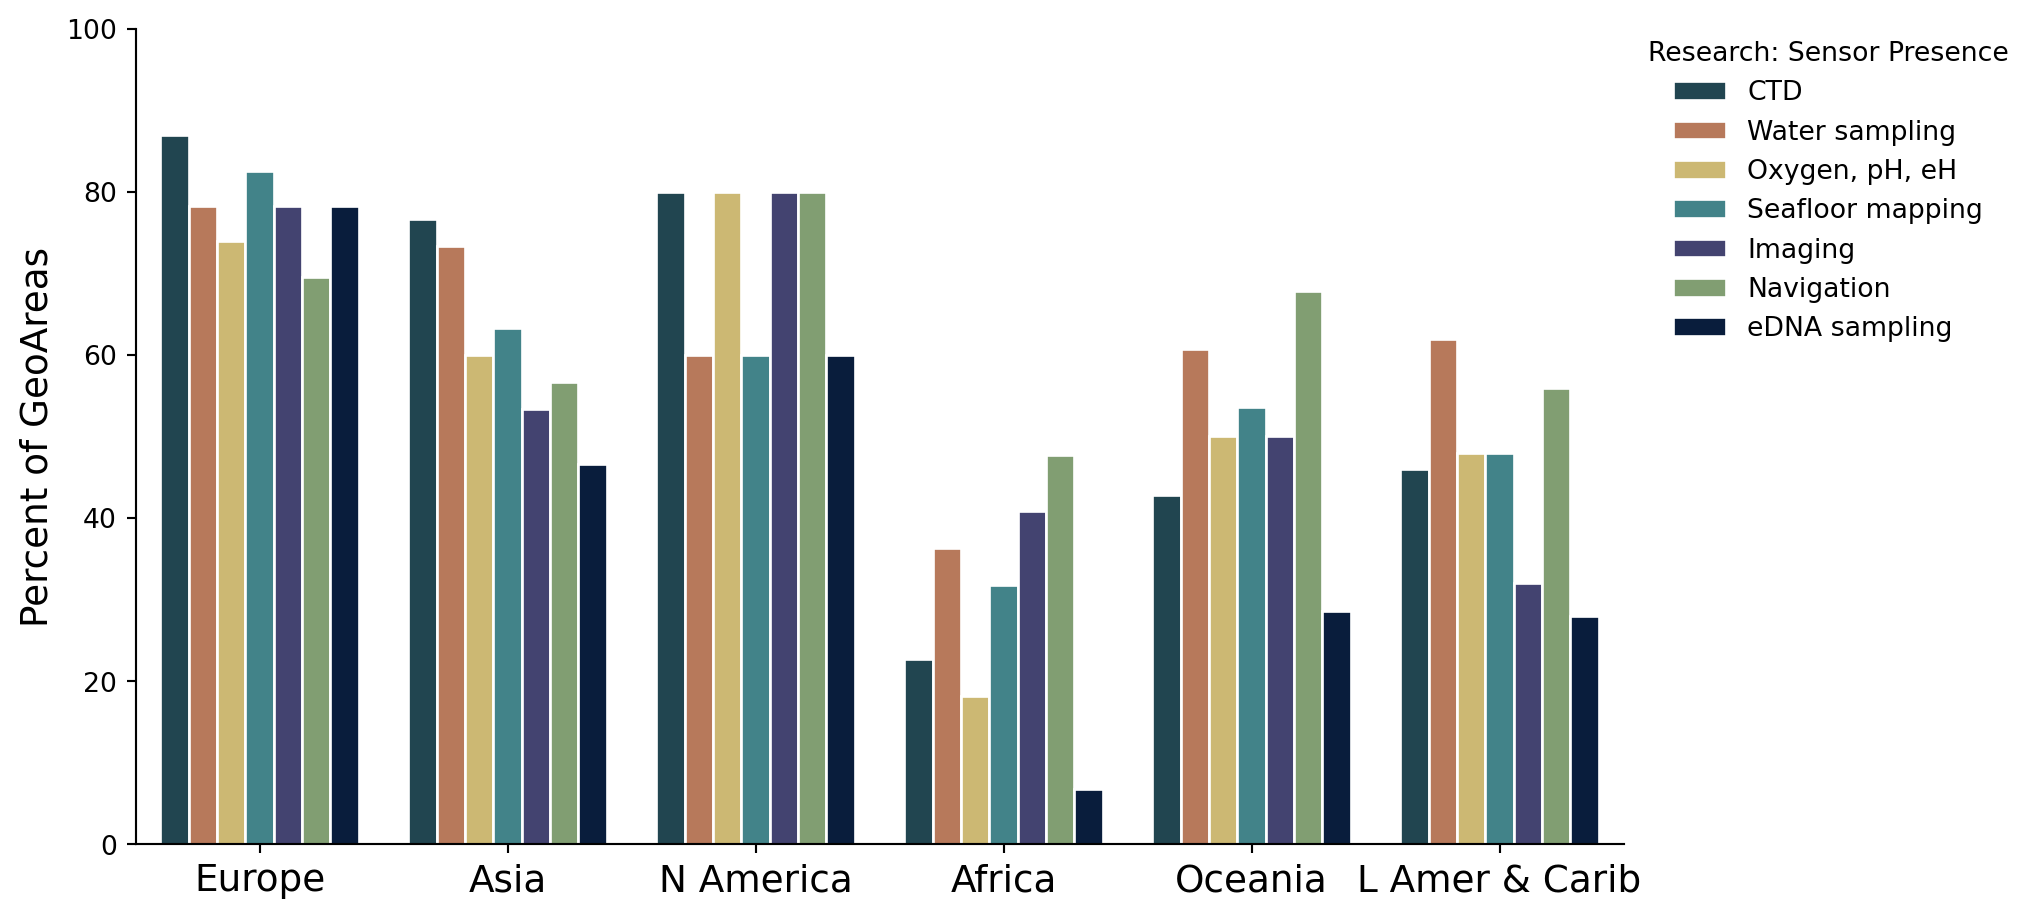 Percent of GeoAreas
100
80
60
40
20
0
Europe
Asia
N America
Africa
Oceania
L Amer & Carib
Research: Sensor Presence
CTD
Water sampling
Oxygen, pH, eH
Seafloor mapping
Imaging
Navigation
eDNA sampling